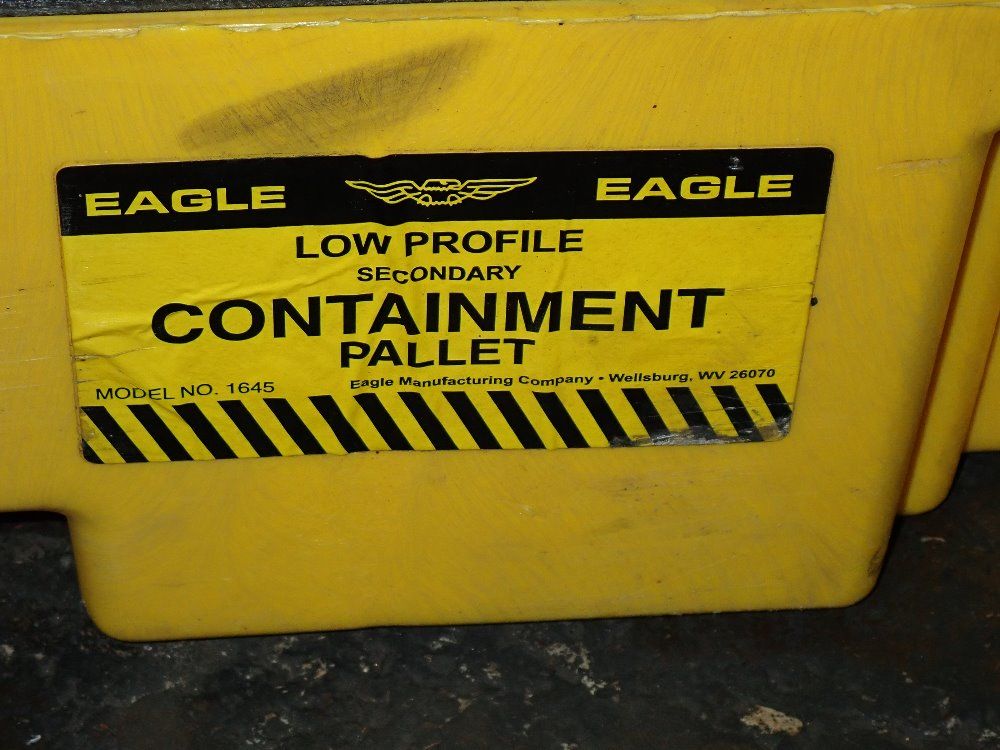 EAGLE EAGLE
LOW PROFILE
SECONDARY
CONTAINMENT
PALLET
MODEL NO. 1645
Eagle Manufacturing Company • Wellsburg, WV 26070